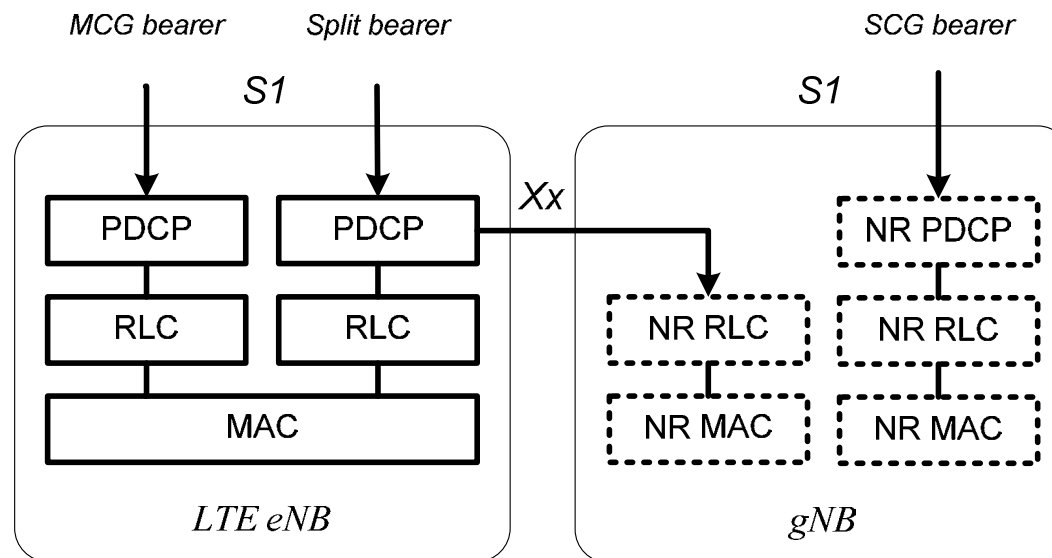 MCG bearer
Split bearer
SCG bearer
S1
S1
Xx
PDCP
PDCP
NR PDCP
RLC
RLC
NR RLC
NR RLC
MAC
NR MAC
NR MAC
LTE eNB
gNB